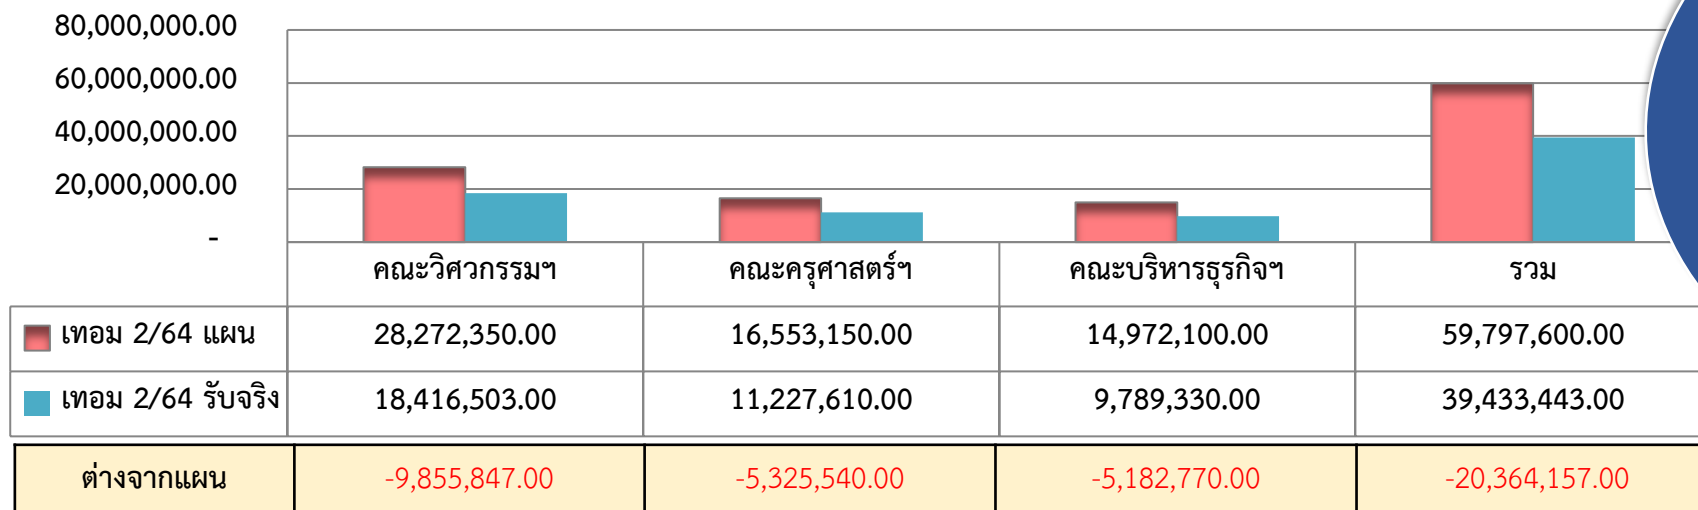 80,000,000.00
60,000,000.00
40,000,000.00
20,000,000.00
-
คณะวิศวกรรมฯ คณะครุศาสตร์ฯ คณะบริหารธุรกิจฯ รวม
เทอม 2/64 แผน 28,272,350.00 16,553,150.00 14,972,100.00 59,797,600.00
เทอม 2/64 รับจริง 18,416,503.00 11,227,610.00 9,789,330.00 39,433,443.00
ต่างจากแผน -9,855,847.00 -5,325,540.00 -5,182,770.00 -20,364,157.00